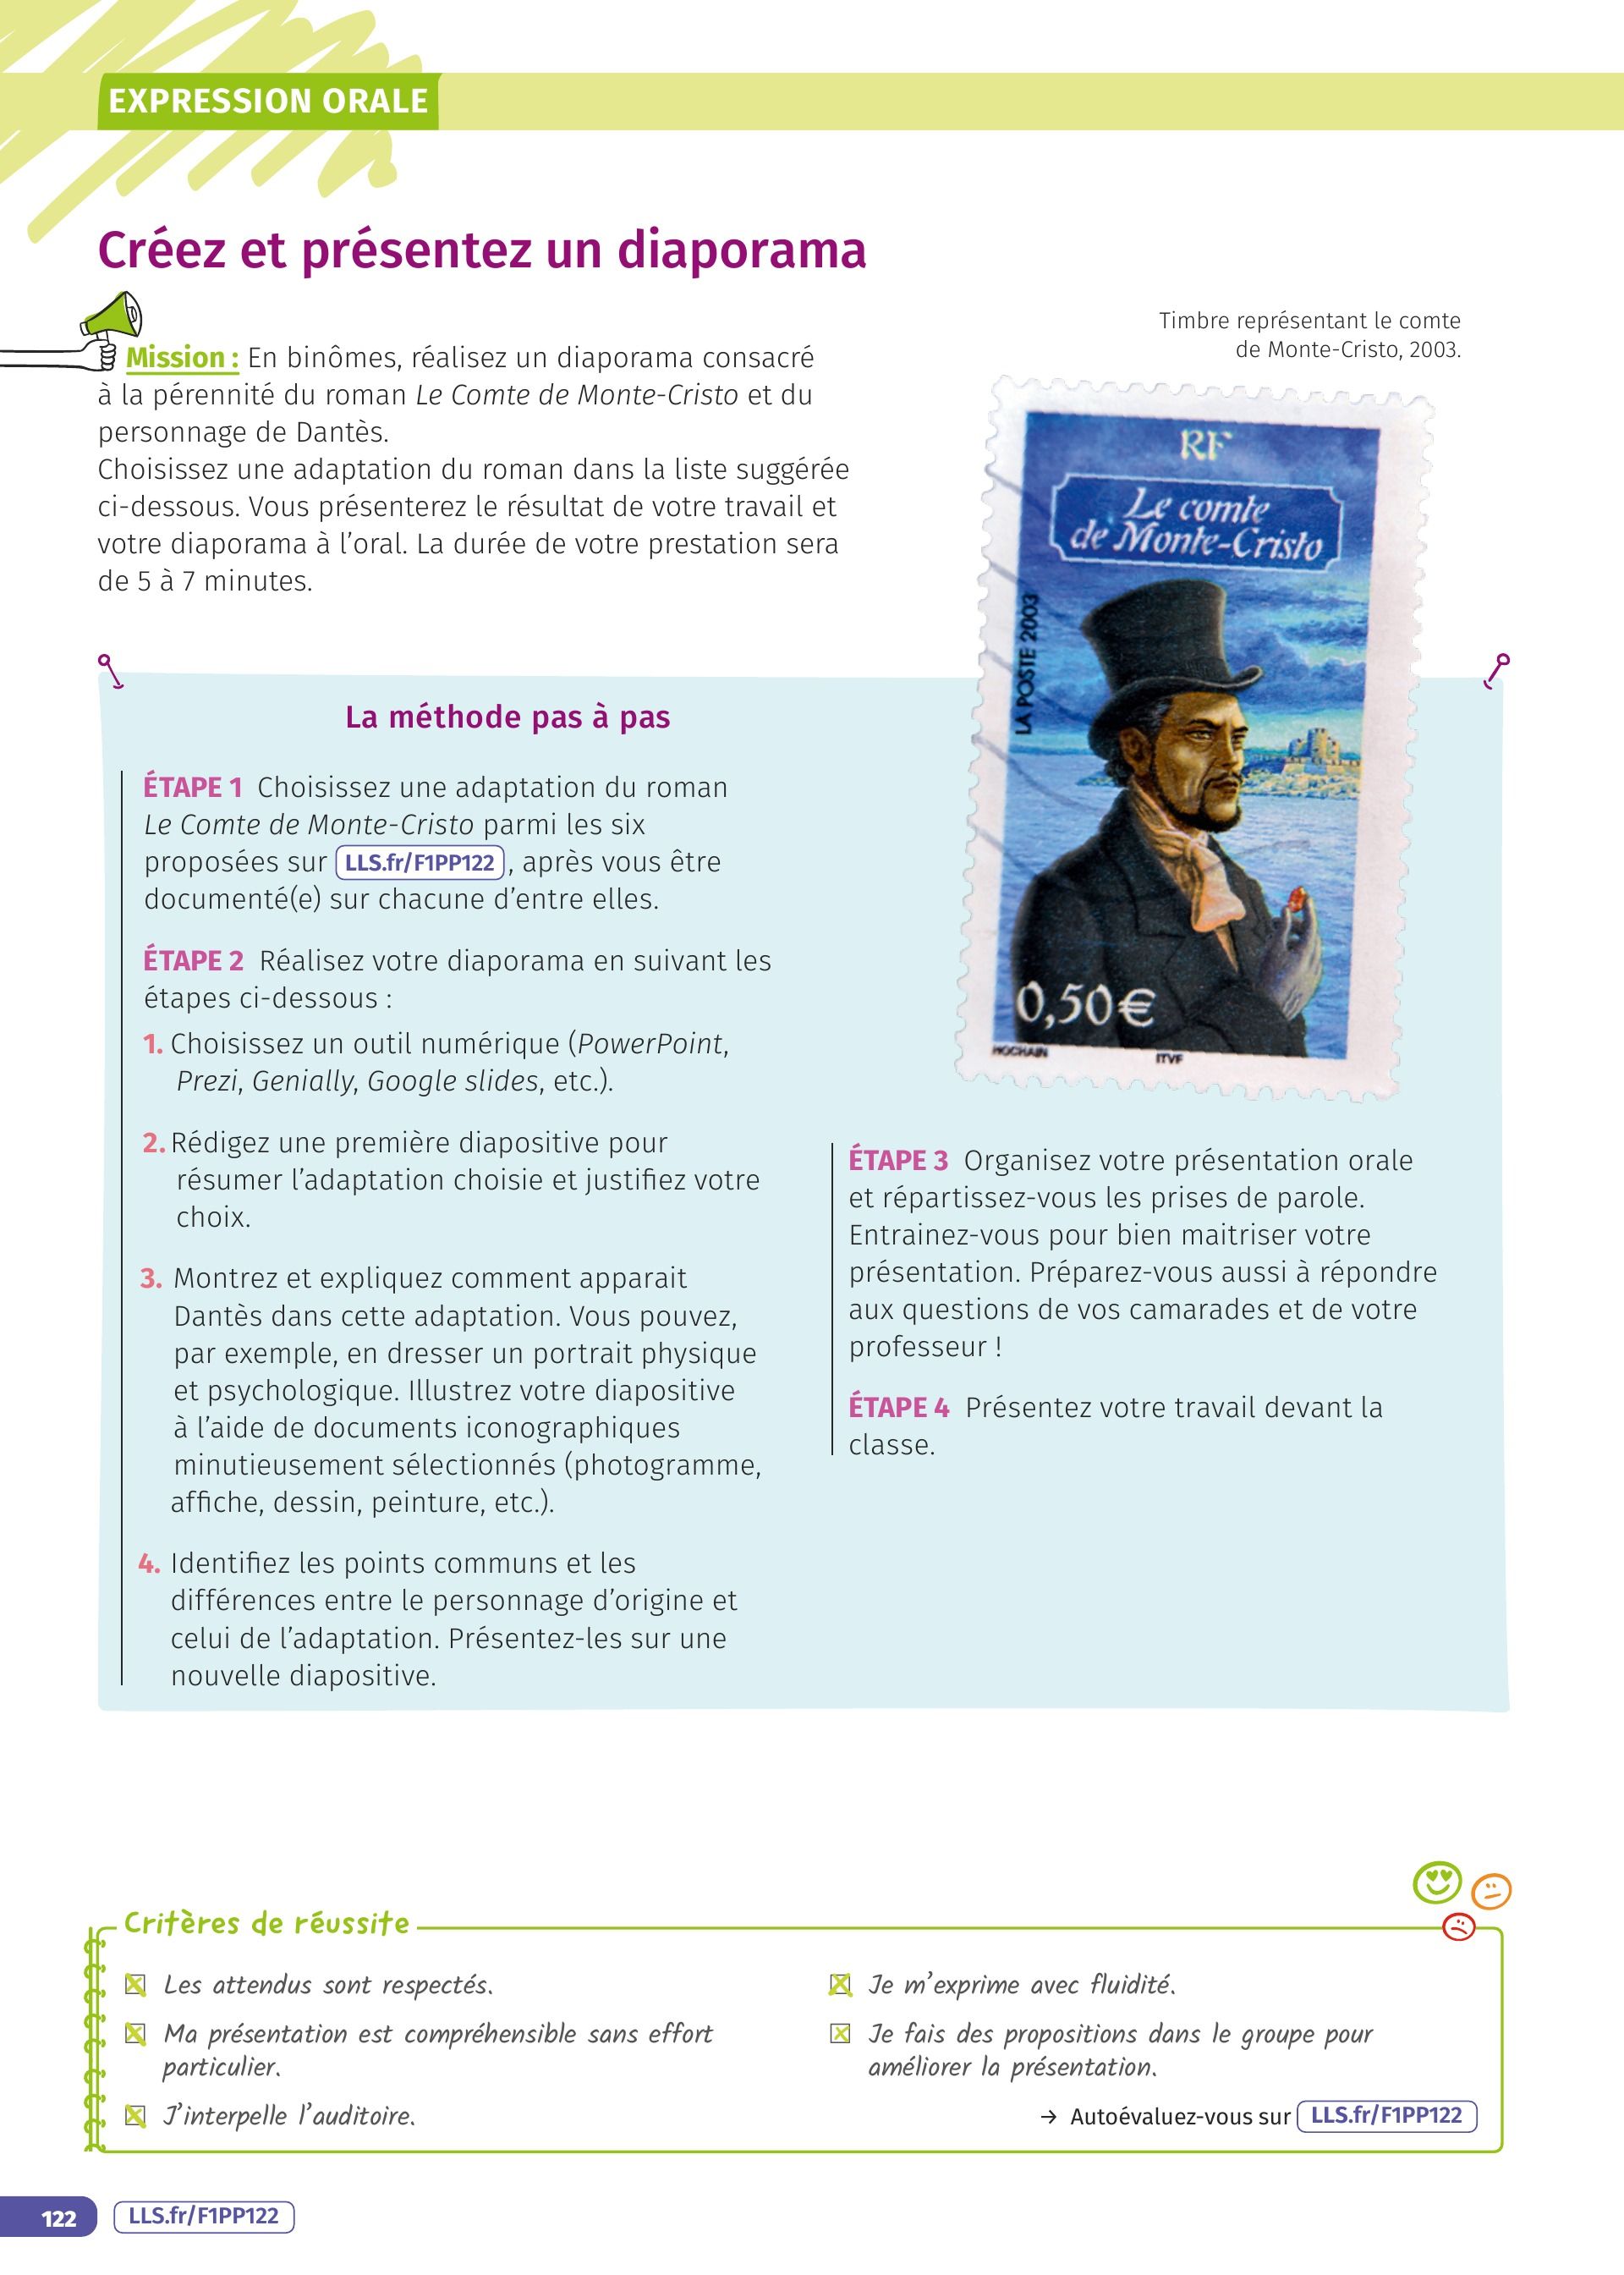 EXPRESSION ORALE
Créez et présentez un diaporama
Mission : En binômes, réalisez un diaporama consacré
à la pérennité du roman Le Comte de Monte-Cristo et du
personnage de Dantès.
Choisissez une adaptation du roman dans la liste suggérée
ci-dessous. Vous présenterez le résultat de votre travail et
votre diaporama à l’oral. La durée de votre prestation sera
de 5 à 7 minutes.
Timbre représentant le comte
de Monte-Cristo, 2003.
RF
Le comte
de Monte-Cristo
LA POSTE 2003
0,50€
HOCHAIN
ITVF
La méthode pas à pas
ÉTAPE 1 Choisissez une adaptation du roman
Le Comte de Monte-Cristo parmi les six
proposées sur LLS.fr/F1PP122, après vous être
documenté(e) sur chacune d’entre elles.
ÉTAPE 2 Réalisez votre diaporama en suivant les
étapes ci-dessous :
1. Choisissez un outil numérique (PowerPoint,
Prezi, Genially, Google slides, etc.).
2. Rédigez une première diapositive pour
résumer l’adaptation choisie et justifiez votre
choix.
3. Montrez et expliquez comment apparait
Dantès dans cette adaptation. Vous pouvez,
par exemple, en dresser un portrait physique
et psychologique. Illustrez votre diapositive
à l’aide de documents iconographiques
minutieusement sélectionnés (photogramme,
affiche, dessin, peinture, etc.).
4. Identifiez les points communs et les
différences entre le personnage d’origine et
celui de l’adaptation. Présentez-les sur une
nouvelle diapositive.
ÉTAPE 3 Organisez votre présentation orale
et répartissez-vous les prises de parole.
Entrainez-vous pour bien maitriser votre
présentation. Préparez-vous aussi à répondre
aux questions de vos camarades et de votre
professeur !
ÉTAPE 4 Présentez votre travail devant la
classe.
Critères de réussite
Les attendus sont respectés.
Ma présentation est compréhensible sans effort
particulier.
J’interpelle l’auditoire.
Je m’exprime avec fluidité.
Je fais des propositions dans le groupe pour
améliorer la présentation.
→ Autoévaluez-vous sur LLS.fr/F1PP122
122
LLS.fr/F1PP122